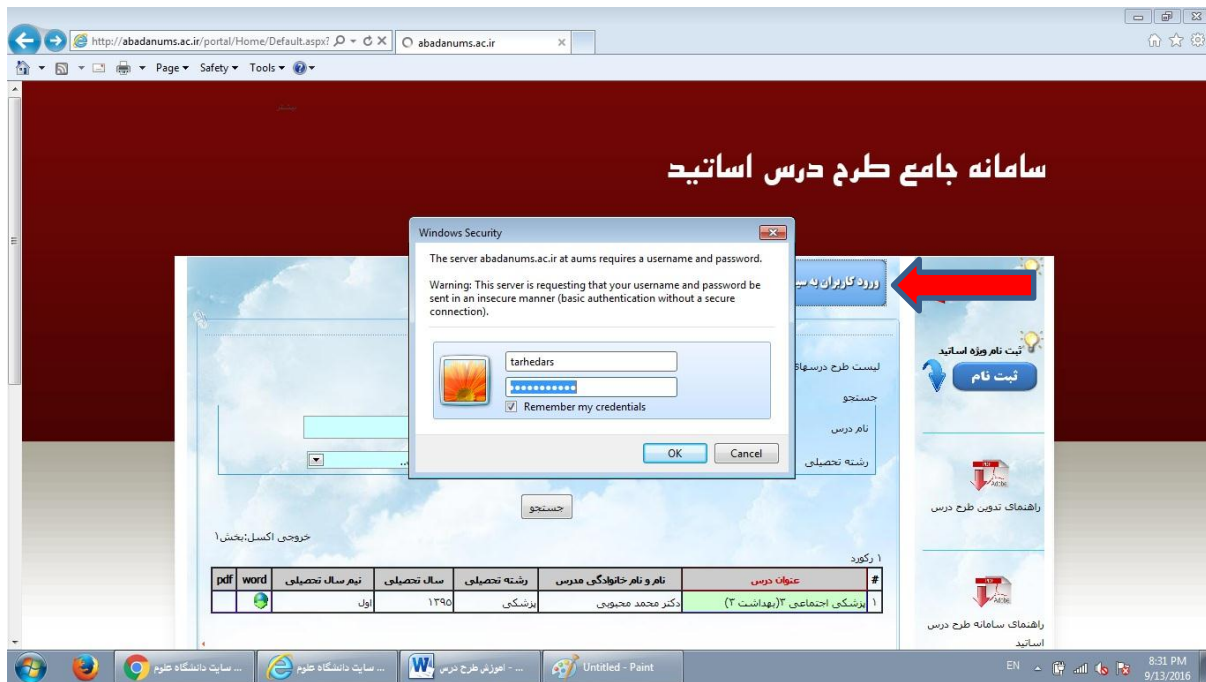 http://abadanums.ac.ir/portal/Home/Default.aspx?
abadanums.ac.ir
Page Safety Tools
بیشتر
سامانه جامع طرح درس اساتید
Windows Security
The server abadanums.ac.ir at aums requires a username and password.
Warning: This server is requesting that your username and password be
sent in an insecure manner (basic authentication without a secure
connection).
tarhedars
Remember my credentials
OK Cancel
ورود کاربران به سی
ثبت نام ویژه اساتید
ثبت نام
لیست طرح درسهای
جستجو
نام درس
رشته تحصیلی
جستجو
راهنمای تدوین طرح درس
خروجی اکسل:بخش۱
۱ رکورد
# عنوان درس نام و نام خانوادگی مدرس رشته تحصیلی سال تحصیلی نیم سال تحصیلی word pdf
۱ پزشکی اجتماعی ۳(بهداشت ۳) دکتر محمد محبوبی پزشکی ۱۳۹۵ اول
راهنمای سامانه طرح درس
اساتید
سایت دانشگاه علوم ...
سایت دانشگاه علوم ...
اموزش طرح درس - ...
Untitled - Paint
EN
8:31 PM
9/13/2016